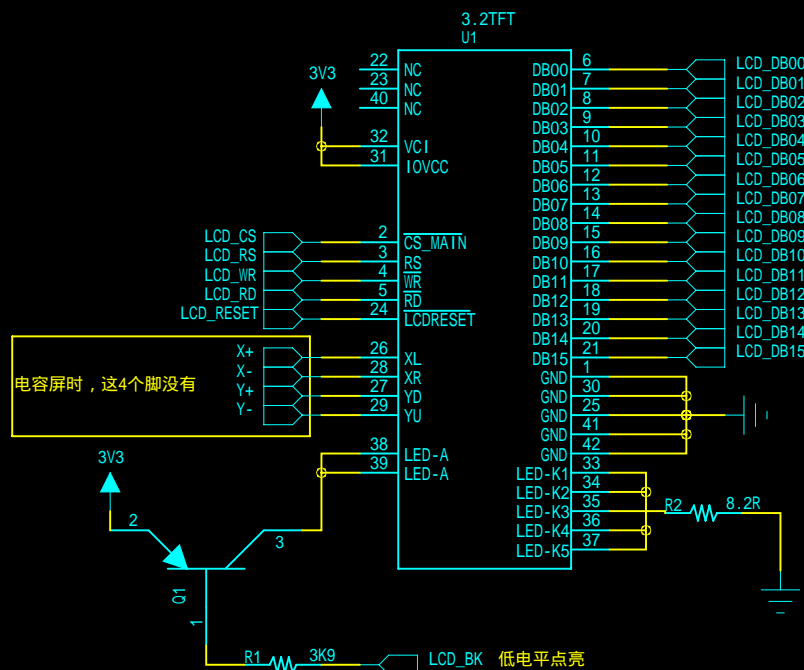 3.2TFT
U1
3V3
22 NC DB00 6 LCD_DB00
23 NC DB01 7 LCD_DB01
40 NC DB02 8 LCD_DB02
DB03 9 LCD_DB03
32 VCI DB04 10 LCD_DB04
31 IOVCC DB05 11 LCD_DB05
DB06 12 LCD_DB06
DB07 13 LCD_DB07
DB08 14 LCD_DB08
LCD_CS 2 CS_MAIN DB09 15 LCD_DB09
LCD_RS 3 RS DB10 16 LCD_DB10
LCD_WR 4 WR DB11 17 LCD_DB11
LCD_RD 5 RD DB12 18 LCD_DB12
LCD_RESET 24 LCDRESET DB13 19 LCD_DB13
DB14 20 LCD_DB14
X+ 26 XL DB15 21 LCD_DB15
X- 28 XR GND 1
电容屏时，这4个脚没有
Y+ 27 YD GND 30
Y- 29 YU GND 25
GND 41
38 LED-A GND 42
39 LED-A LED-K1 33
3V3
LED-K2 34
LED-K3 35 R2 8.2R
LED-K4 36
LED-K5 37
2
3
Q1
1
R1 3K9 LCD_BK 低电平点亮